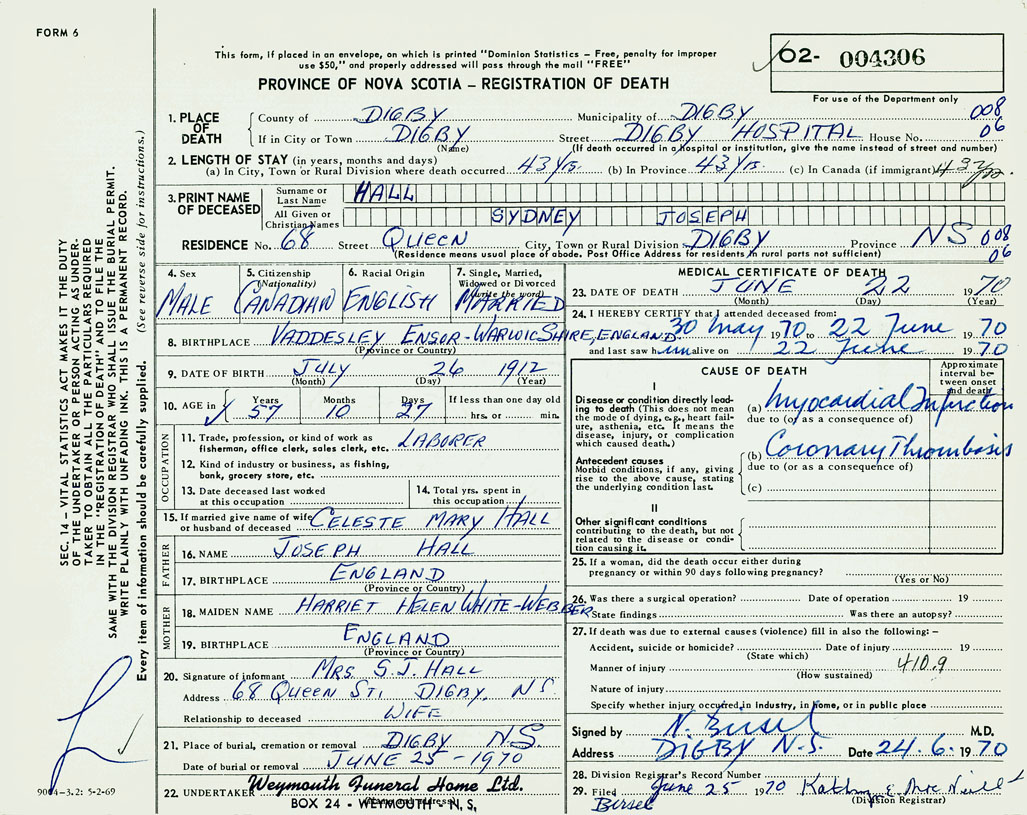 FORM 6
This form, if placed in an envelope, on which is printed "Dominion Statistics – Free, penalty for improper
use $50," and properly addressed will pass through the mail "FREE"
PROVINCE OF NOVA SCOTIA – REGISTRATION OF DEATH
02- 004306
For use of the Department only
1. PLACE OF DEATH
County of DIGBY Municipality of DIGBY 008
If in City or Town DIGBY Street DIGBY HOSPITAL House No. 06
(Name) (If death occurred in a hospital or institution, give the name instead of street and number)
2. LENGTH OF STAY (in years, months and days)
(a) In City, Town or Rural Division where death occurred 43 Yrs. (b) In Province 43 Yrs. (c) In Canada (if immigrant)
3. PRINT NAME OF DECEASED
Surname or Last Name HALL
All Given or Christian Names SYDNEY JOSEPH
RESIDENCE No. 68 Street QUEEN City, Town or Rural Division DIGBY Province NS 008
(Residence means usual place of abode. Post Office Address for residents in rural parts not sufficient) 06
4. Sex MALE
5. Citizenship (Nationality) CANADIAN
6. Racial Origin ENGLISH
7. Single, Married, Widowed or Divorced (write the word) MARRIED
8. BIRTHPLACE VADDESLEY ENSOR - WARWICSHIRE, ENGLAND
(Province or Country)
9. DATE OF BIRTH JULY 26 1912
(Month) (Day) (Year)
10. AGE in Years Months Days If less than one day old
57 10 27 hrs. or min.
OCCUPATION
11. Trade, profession, or kind of work as LABORER
fisherman, office clerk, sales clerk, etc.
12. Kind of industry or business, as fishing,
bank, grocery store, etc.
13. Date deceased last worked at this occupation
14. Total yrs. spent in this occupation
15. If married give name of wife or husband of deceased CELESTE MARY HALL
FATHER
16. NAME JOSEPH HALL
17. BIRTHPLACE ENGLAND
(Province or Country)
MOTHER
18. MAIDEN NAME HARRIET HELEN WHITE-WEBBER
19. BIRTHPLACE ENGLAND
(Province or Country)
20. Signature of informant MRS. S.J. HALL
Address 68 QUEEN ST, DIGBY, NS
Relationship to deceased WIFE
21. Place of burial, cremation or removal DIGBY NS
Date of burial or removal JUNE 25 - 1970
22. UNDERTAKER Weymouth Funeral Home Ltd.
(Name and address)
BOX 24 - WEYMOUTH - N.S.
MEDICAL CERTIFICATE OF DEATH
23. DATE OF DEATH JUNE 22 1970
(Month) (Day) (Year)
24. I HEREBY CERTIFY that I attended deceased from:
30 May 1970 to 22 June 1970
and last saw him alive on 22 June 1970
CAUSE OF DEATH
Approximate interval between onset and death
I
Disease or condition directly leading to death (This does not mean
the mode of dying, e.g., heart failure, asthenia, etc. It means the
disease, injury, or complication
which caused death.)
(a) Myocardial Infarction
due to (or as a consequence of)
Antecedent causes
Morbid conditions, if any, giving
rise to the above cause, stating
the underlying condition last.
(b) Coronary Thrombosis
due to (or as a consequence of)
(c)
II
Other significant conditions
contributing to the death, but not
related to the disease or condition causing it.
25. If a woman, did the death occur either during
pregnancy or within 90 days following pregnancy?
(Yes or No)
26. Was there a surgical operation? Date of operation 19
State findings Was there an autopsy?
27. If death was due to external causes (violence) fill in also the following: –
Accident, suicide or homicide? Date of injury 19
(State which)
Manner of injury 410.9
(How sustained)
Nature of injury
Specify whether injury occurred in Industry, in home, or in public place
Signed by N. Birsel M.D.
Address DIGBY N.S. Date 24.6.1970
28. Division Registrar's Record Number
29. Filed June 25 1970
Birsel (Division Registrar)
SEC. 14 – VITAL STATISTICS ACT MAKES IT THE DUTY
OF THE UNDERTAKER OR PERSON ACTING AS UNDERTAKER TO OBTAIN ALL THE PARTICULARS REQUIRED
IN THE "REGISTRATION OF DEATH" AND TO FILE THE
SAME WITH THE DIVISION REGISTRAR WHO SHALL ISSUE THE BURIAL PERMIT.
WRITE PLAINLY WITH UNFADING INK. THIS IS A PERMANENT RECORD.
Every item of information should be carefully supplied. (See reverse side for instructions.)
9004-3.2: 5-2-69